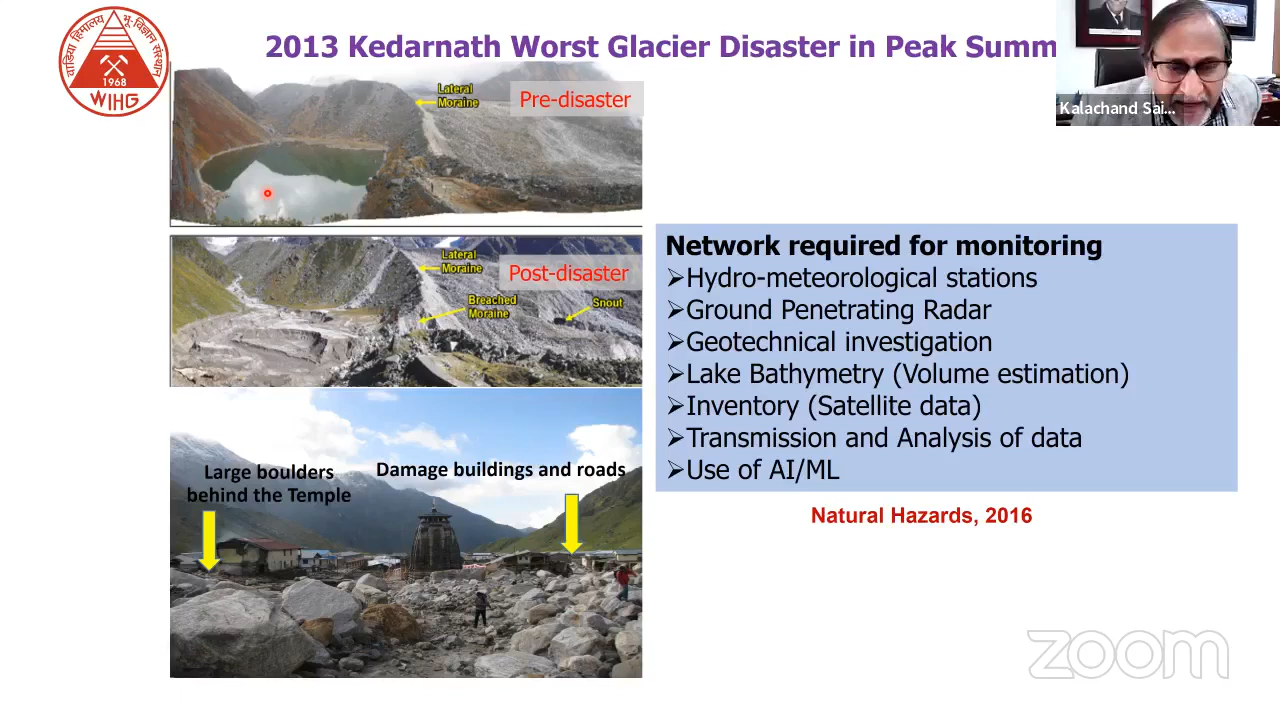 वाडिया हिमालय भू-विज्ञान संस्थान
1968
WIHG
2013 Kedarnath Worst Glacier Disaster in Peak Summ
Kalachand Sai...
Lateral
Moraine
Pre-disaster
Lateral
Moraine
Post-disaster
Breached
Moraine
Snout
Large boulders
behind the Temple
Damage buildings and roads
Network required for monitoring
➢Hydro-meteorological stations
➢Ground Penetrating Radar
➢Geotechnical investigation
➢Lake Bathymetry (Volume estimation)
➢Inventory (Satellite data)
➢Transmission and Analysis of data
➢Use of AI/ML
Natural Hazards, 2016
zoom